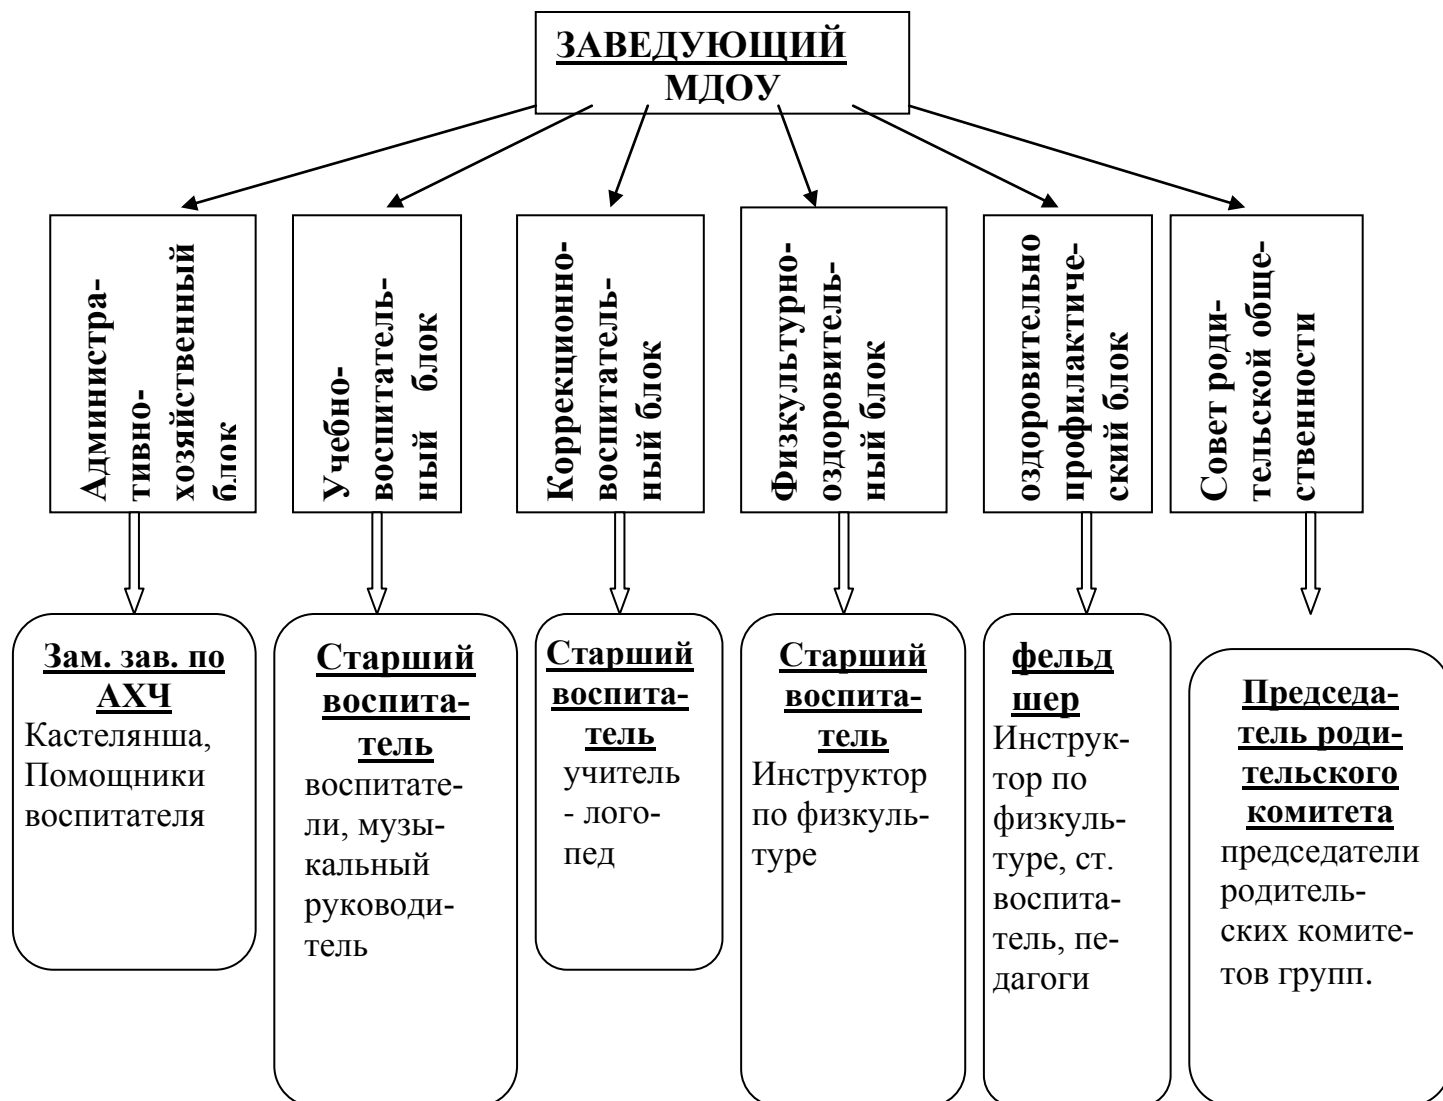 ЗАВЕДУЮЩИЙ
МДОУ
Администра-
тивно-
хозяйственный
блок
Учебно-
воспитатель-
ный блок
Коррекционно-
воспитатель-
ный блок
Физкультурно-
оздоровитель-
ный блок
оздоровительно
профилактиче-
ский блок
Совет роди-
тельской обще-
ственности
Зам. зав. по
АХЧ
Кастелянша,
Помощники
воспитателя
Старший
воспита-
тель
воспитате-
ли, музы-
кальный
руководи-
тель
Старший
воспита-
тель
учитель
- лого-
пед
Старший
воспита-
тель
Инструктор
по физкуль-
туре
фельд
шер
Инструк-
тор по
физкуль-
туре, ст.
воспита-
тель, пе-
дагоги
Председа-
тель роди-
тельского
комитета
председатели
родитель-
ских комите-
тов групп.